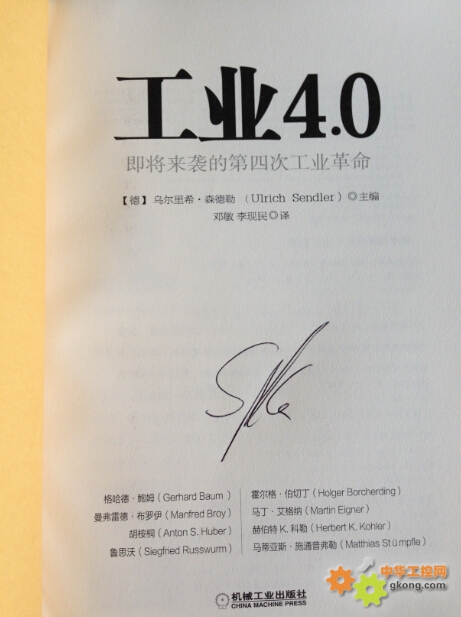 工业4.0
即将来袭的第四次工业革命
【德】乌尔里希·森德勒 （Ulrich Sendler）◎主编
邓敏 李现民◎译
格哈德·鲍姆（Gerhard Baum）
曼弗雷德·布罗伊（Manfred Broy）
胡桉桐（Anton S. Huber）
鲁思沃（Siegfried Russwurm）
霍尔格·伯切丁（Holger Borcherding）
马丁·艾格纳（Martin Eigner）
赫伯特 K. 科勒（Herbert K. Kohler）
马蒂亚斯·施通普弗勒（Matthias Stümpfle）
机械工业出版社
CHINA MACHINE PRESS
中华工控网
gkong.com